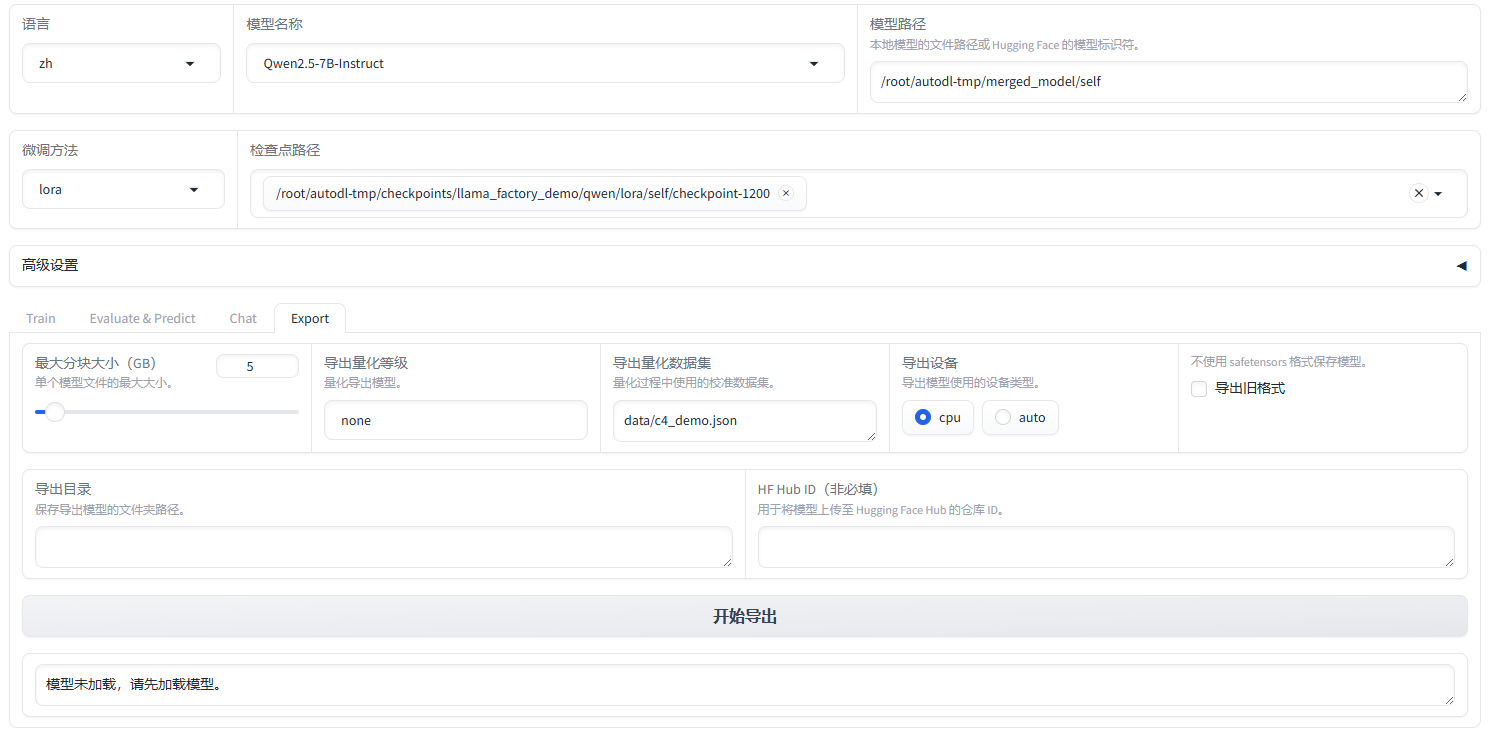 语言
模型名称
模型路径
本地模型的文件路径或 Hugging Face 的模型标识符。
zh
Qwen2.5-7B-Instruct
/root/autodl-tmp/merged_model/self
微调方法
检查点路径
lora
/root/autodl-tmp/checkpoints/llama_factory_demo/qwen/lora/self/checkpoint-1200
高级设置
Train
Evaluate & Predict
Chat
Export
最大分块大小（GB）
单个模型文件的最大大小。
5
导出量化等级
量化导出模型。
none
导出量化数据集
量化过程中使用的校准数据集。
data/c4_demo.json
导出设备
导出模型使用的设备类型。
cpu
auto
不使用 safetensors 格式保存模型。
导出旧格式
导出目录
保存导出模型的文件夹路径。
HF Hub ID（非必填）
用于将模型上传至 Hugging Face Hub 的仓库 ID。
开始导出
模型未加载，请先加载模型。